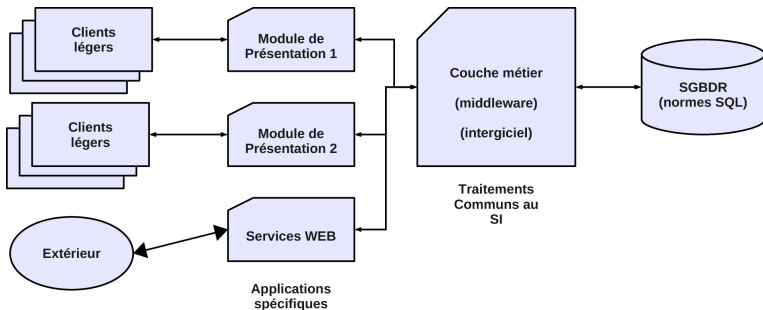 Clients
légers
Module de
Présentation 1
Couche métier
(middleware)
(intergiciel)
SGBDR
(normes SQL)
Clients
légers
Module de
Présentation 2
Traitements
Communs au
SI
Extérieur
Services WEB
Applications
spécifiques